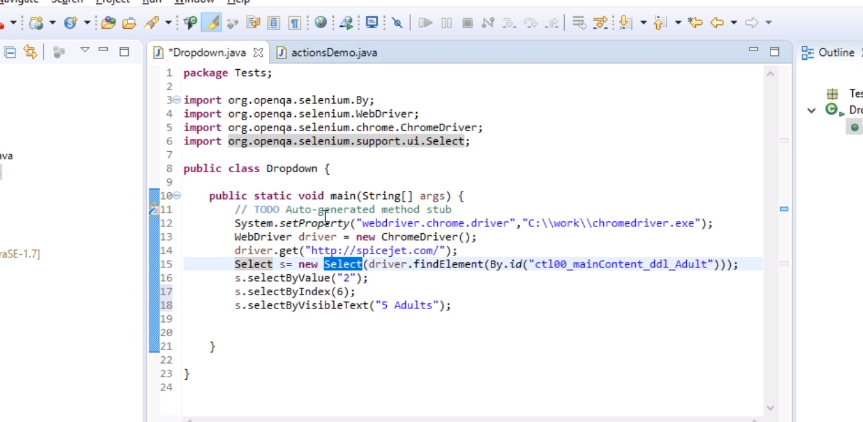 Search Project Run Window Help
*Dropdown.java actionsDemo.java
Outline
1 package Tests;
2
3 import org.openqa.selenium.By;
4 import org.openqa.selenium.WebDriver;
5 import org.openqa.selenium.chrome.ChromeDriver;
6 import org.openqa.selenium.support.ui.Select;
7
8 public class Dropdown {
9
10 public static void main(String[] args) {
11 // TODO Auto-generated method stub
12 System.setProperty("webdriver.chrome.driver","C:\\work\\chromedriver.exe");
13 WebDriver driver = new ChromeDriver();
14 driver.get("http://spicejet.com/");
15 Select s= new Select(driver.findElement(By.id("ctl00_mainContent_ddl_Adult")));
16 s.selectByValue("2");
17 s.selectByIndex(6);
18 s.selectByVisibleText("5 Adults");
19
20
21 }
22
23 }
24
ava
vaSE-1.7]
Tes
Dro